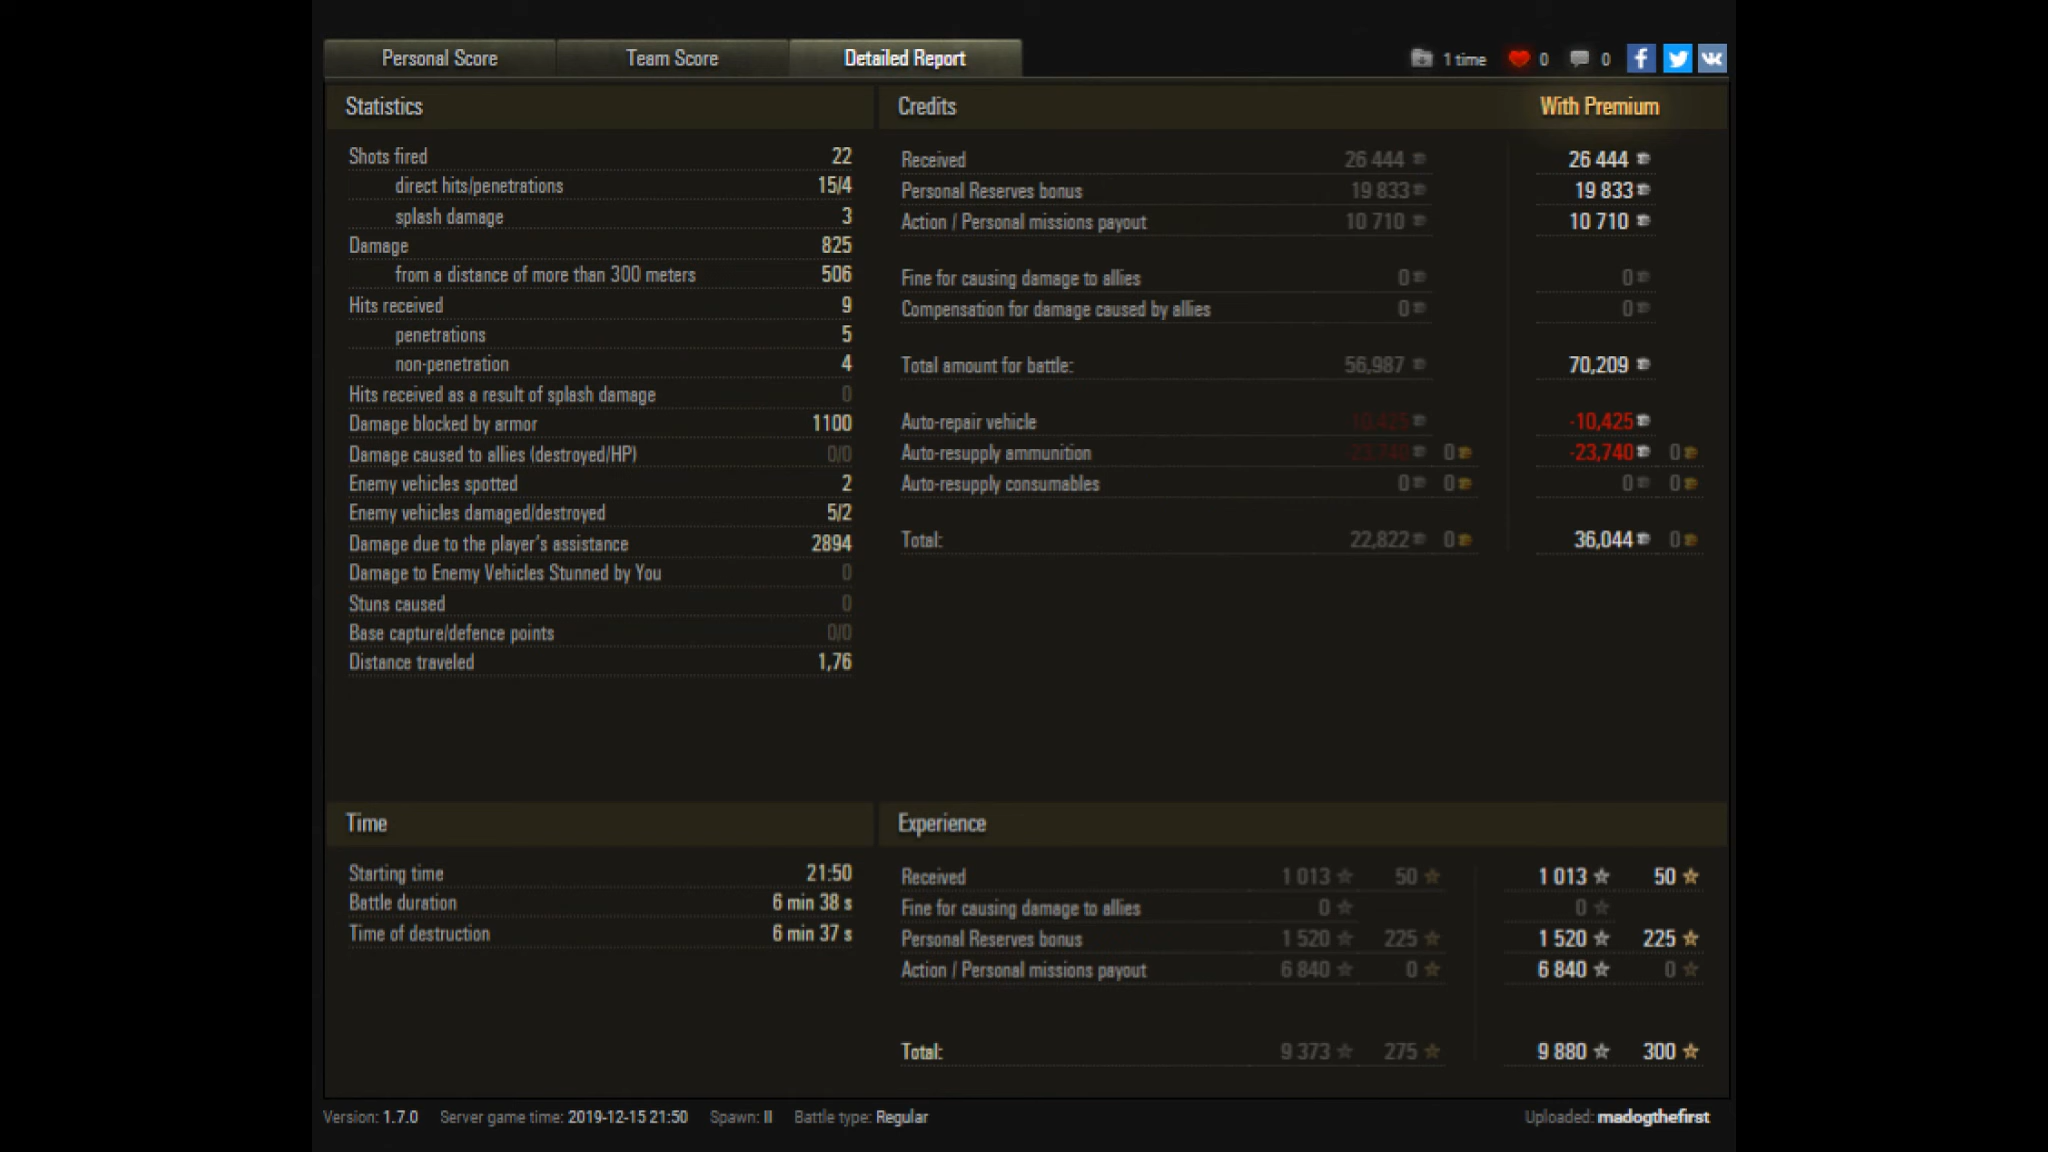 Personal Score Team Score Detailed Report 1 time 0 0
Statistics
Shots fired 22
direct hits/penetrations 15/4
splash damage 3
Damage 825
from a distance of more than 300 meters 506
Hits received 9
penetrations 5
non-penetration 4
Hits received as a result of splash damage 0
Damage blocked by armor 1100
Damage caused to allies (destroyed/HP) 0/0
Enemy vehicles spotted 2
Enemy vehicles damaged/destroyed 5/2
Damage due to the player's assistance 2894
Damage to Enemy Vehicles Stunned by You 0
Stuns caused 0
Base capture/defence points 0/0
Distance traveled 1,76
Credits With Premium
Received 26 444 26 444
Personal Reserves bonus 19 833 19 833
Action / Personal missions payout 10 710 10 710
Fine for causing damage to allies 0 0
Compensation for damage caused by allies 0 0
Total amount for battle: 56,987 70,209
Auto-repair vehicle -10,425 -10,425
Auto-resupply ammunition -23,740 0 -23,740 0
Auto-resupply consumables 0 0 0 0
Total: 22,822 0 36,044 0
Time
Starting time 21:50
Battle duration 6 min 38 s
Time of destruction 6 min 37 s
Experience
Received 1 013 50 1 013 50
Fine for causing damage to allies 0 0
Personal Reserves bonus 1 520 225 1 520 225
Action / Personal missions payout 6 840 0 6 840 0
Total: 9 373 275 9 880 300
Version: 1.7.0 Server game time: 2019-12-15 21:50 Spawn: II Battle type: Regular Uploaded: madogthefirst